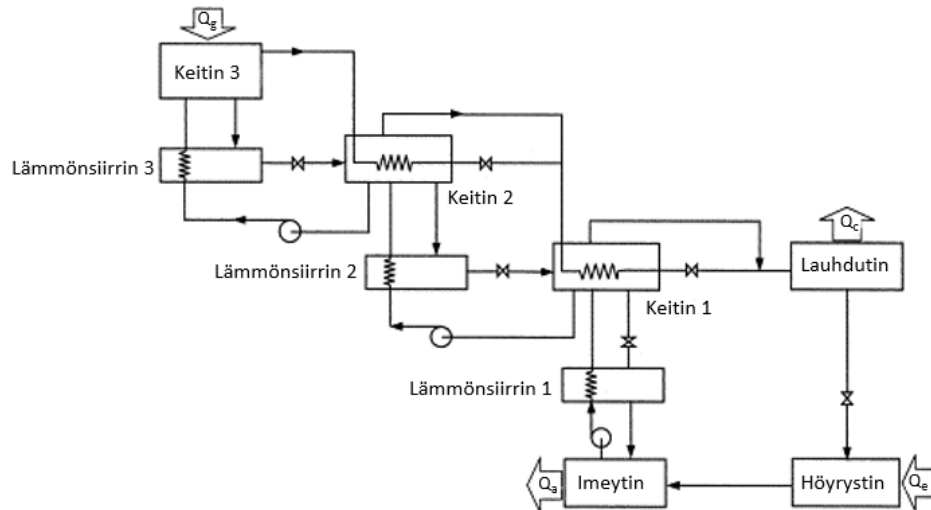 Qg
Keitin 3
Lämmönsiirrin 3
Keitin 2
Qc
Lämmönsiirrin 2
Lauhdutin
Keitin 1
Lämmönsiirrin 1
Qa
Imeytin
Höyrystin
Qe